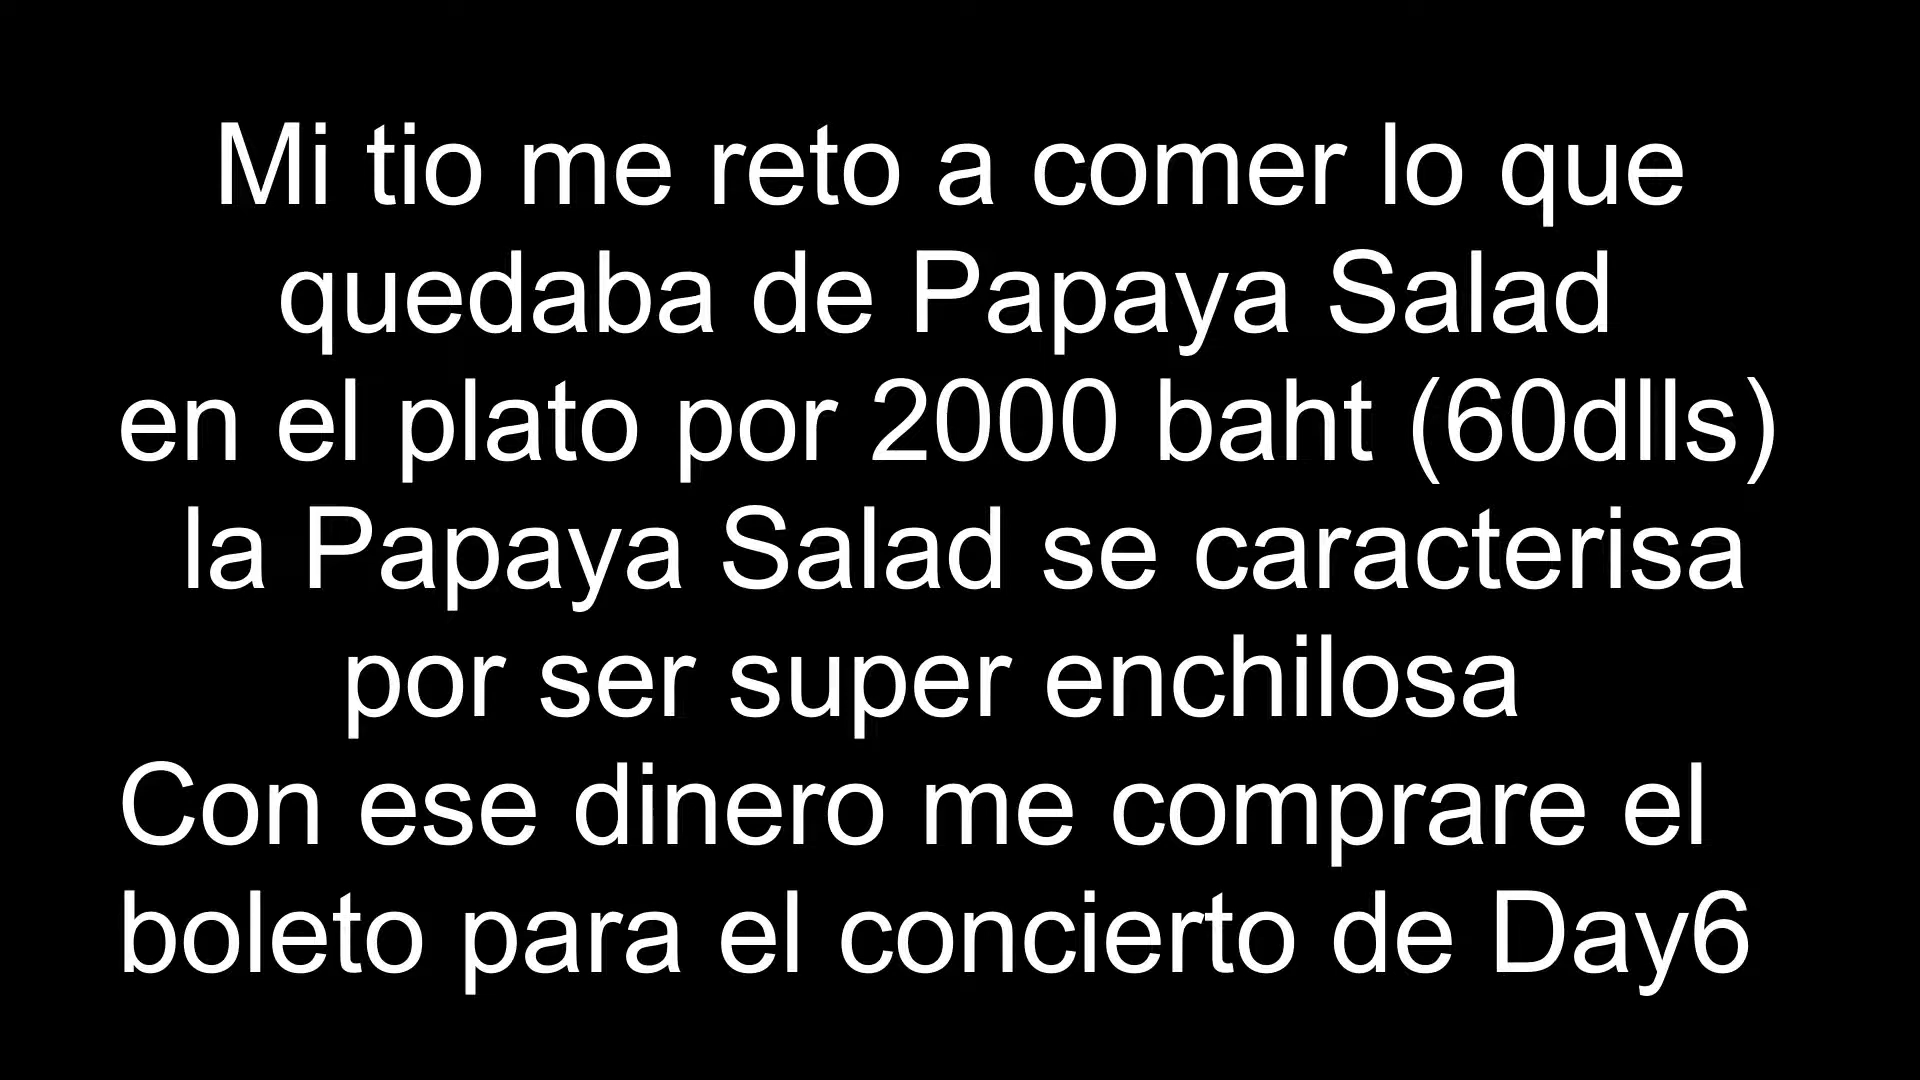 Mi tio me reto a comer lo que
quedaba de Papaya Salad
en el plato por 2000 baht (60dlls)
la Papaya Salad se caracterisa
por ser super enchilosa
Con ese dinero me comprare el
boleto para el concierto de Day6